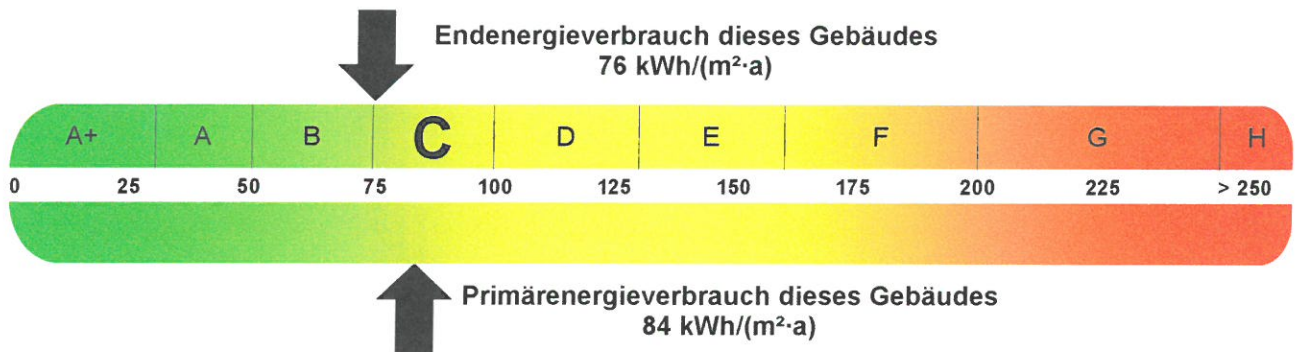 Endenergieverbrauch dieses Gebäudes
76 kWh/(m²·a)
A+ A B C D E F G H
0 25 50 75 100 125 150 175 200 225 > 250
Primärenergieverbrauch dieses Gebäudes
84 kWh/(m²·a)